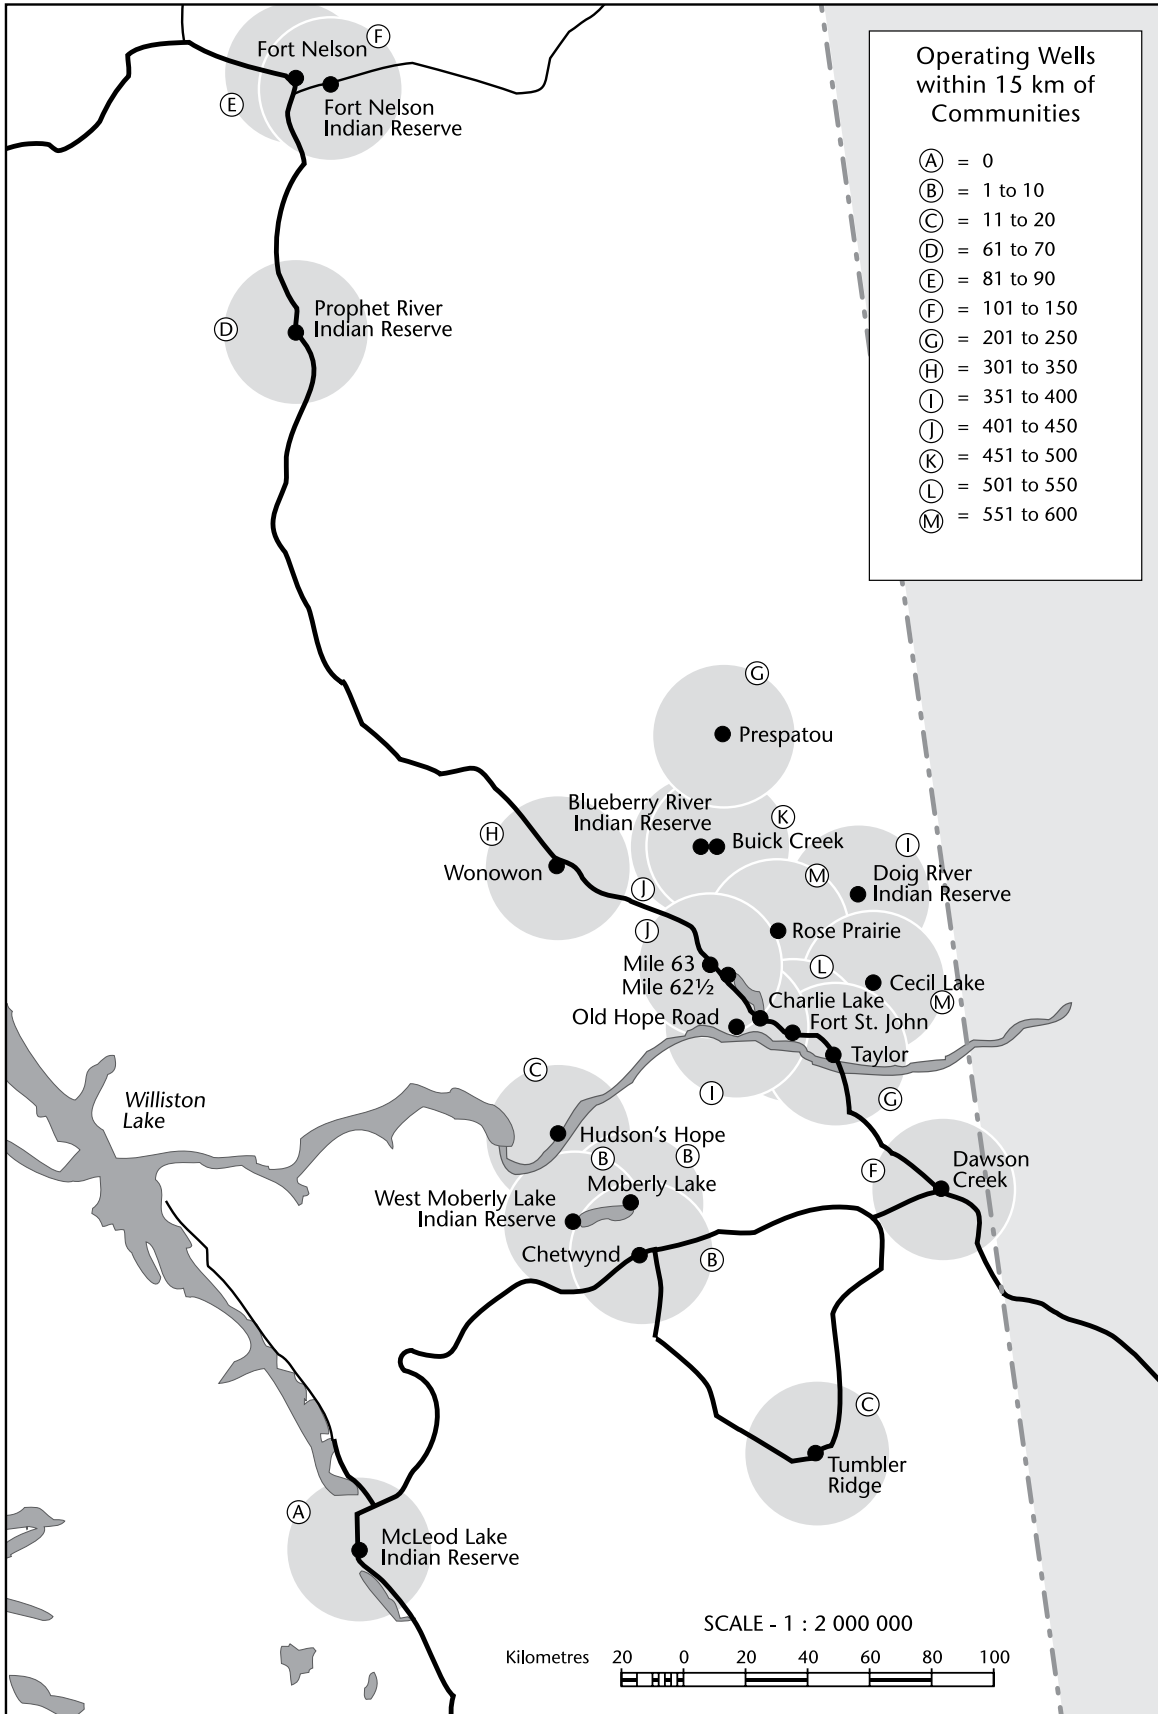 Operating Wells
within 15 km of
Communities
A = 0
B = 1 to 10
C = 11 to 20
D = 61 to 70
E = 81 to 90
F = 101 to 150
G = 201 to 250
H = 301 to 350
I = 351 to 400
J = 401 to 450
K = 451 to 500
L = 501 to 550
M = 551 to 600
F
Fort Nelson
E
Fort Nelson
Indian Reserve
Prophet River
Indian Reserve
D
G
Prespatou
Blueberry River
Indian Reserve
K
Buick Creek
H
Wonowon
I
Doig River
Indian Reserve
M
J
J
Rose Prairie
Mile 63
Mile 62½
L
Cecil Lake
M
Charlie Lake
Old Hope Road
Fort St. John
Taylor
C
I
G
Williston
Lake
Hudson's Hope
B
B
Moberly Lake
West Moberly Lake
Indian Reserve
F
Dawson
Creek
Chetwynd
B
C
Tumbler
Ridge
A
McLeod Lake
Indian Reserve
SCALE - 1 : 2 000 000
Kilometres 20 0 20 40 60 80 100